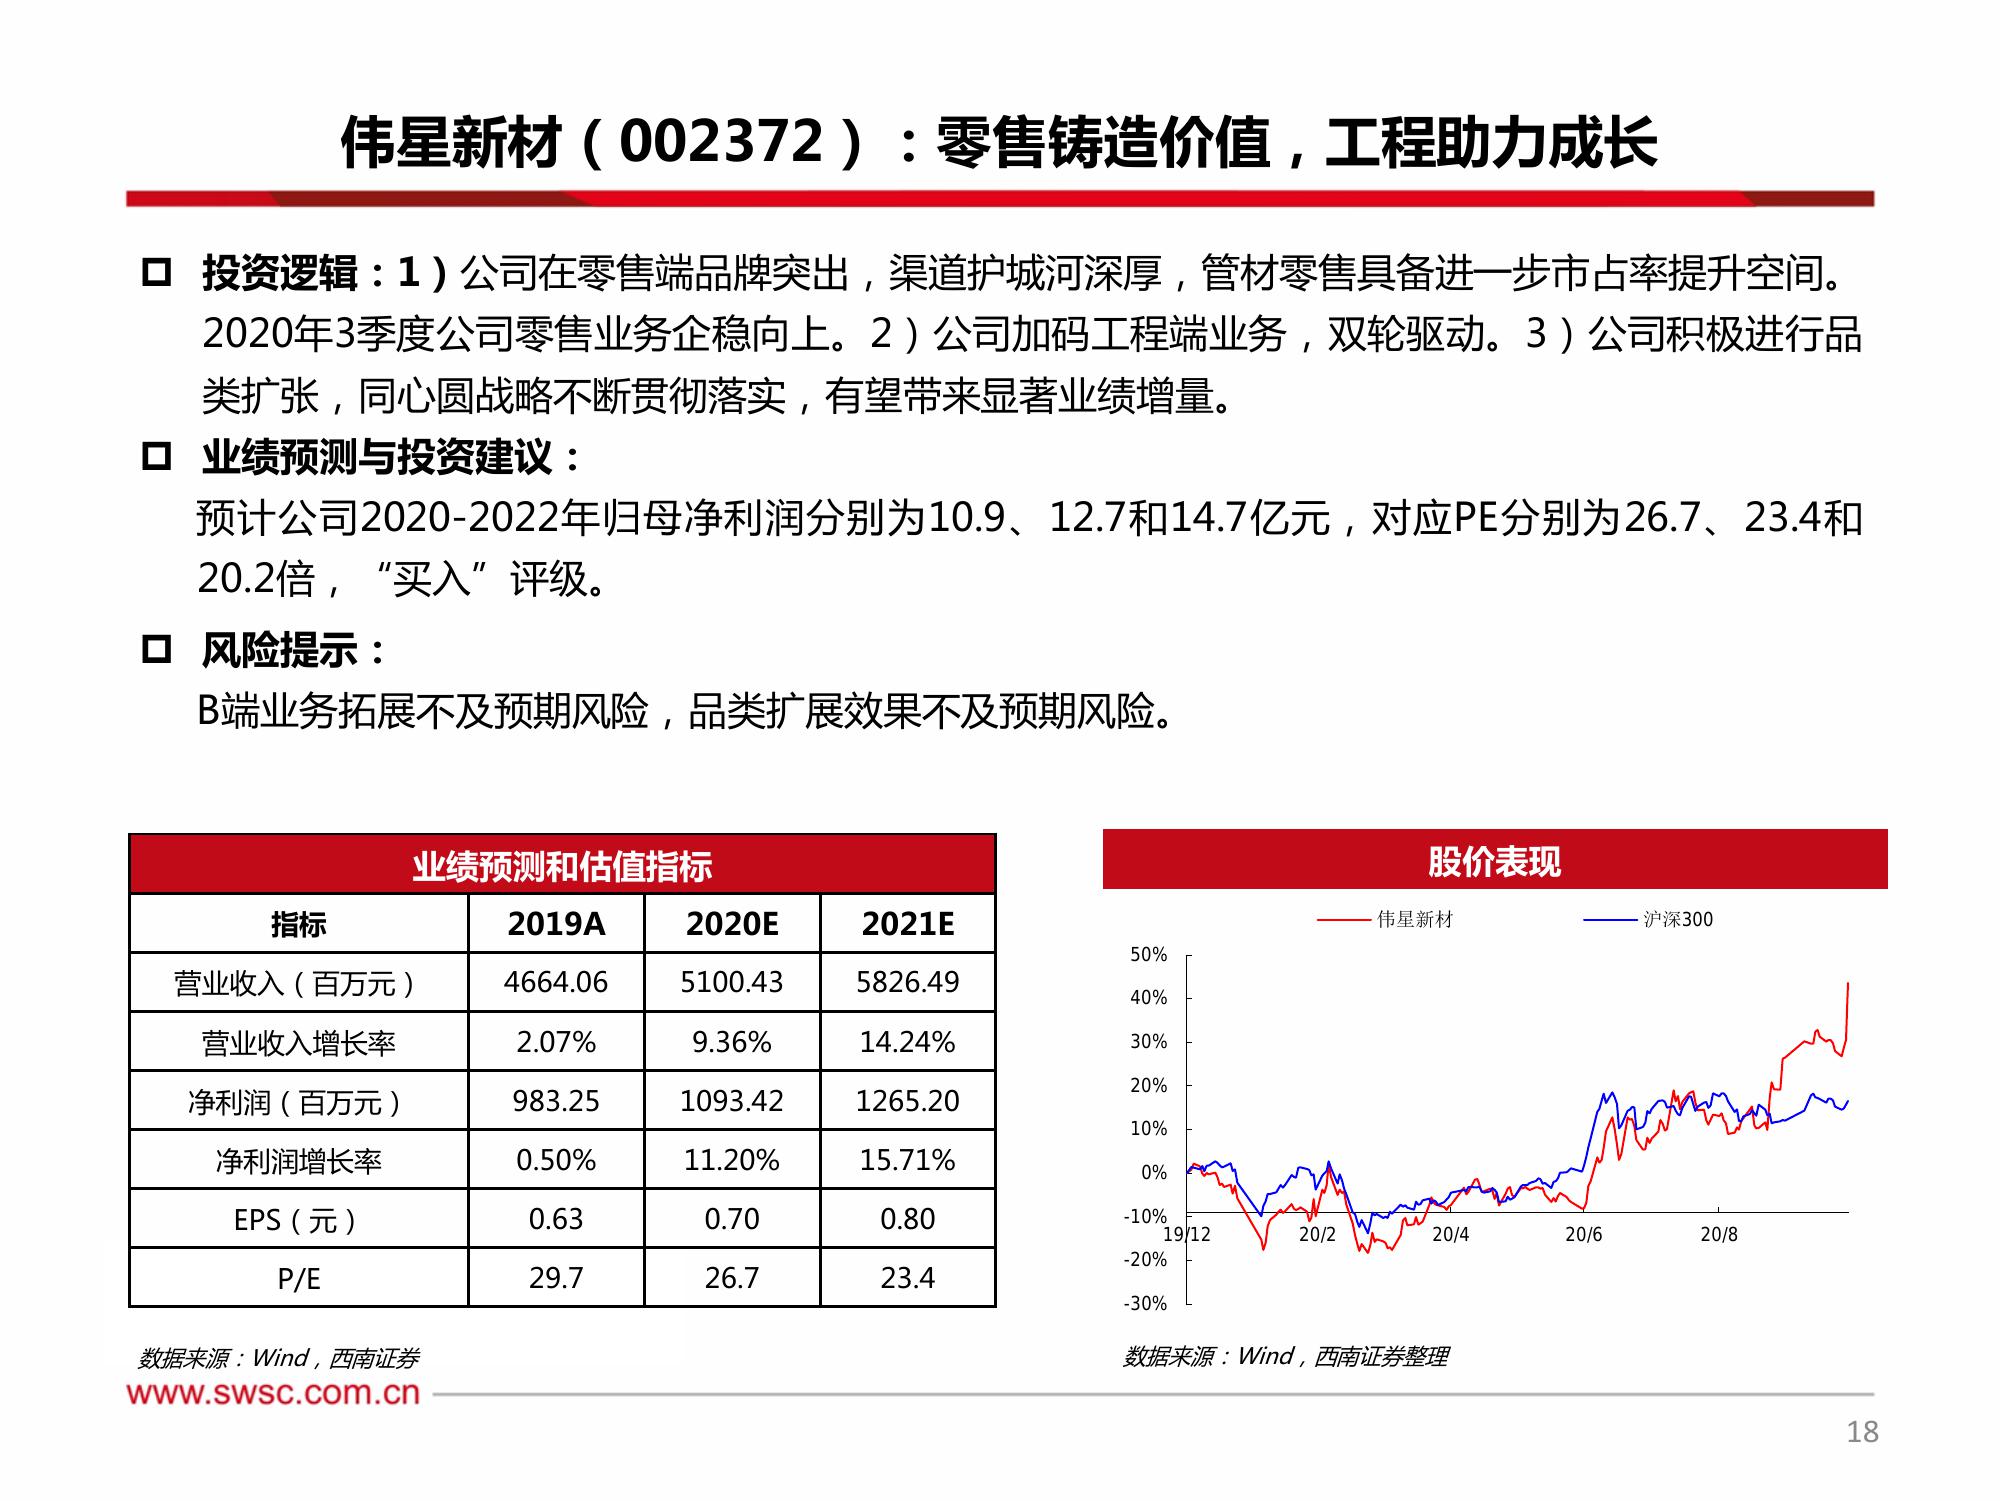 伟星新材（002372）：零售铸造价值，工程助力成长
投资逻辑：1）公司在零售端品牌突出，渠道护城河深厚，管材零售具备进一步市占率提升空间。
2020年3季度公司零售业务企稳向上。2）公司加码工程端业务，双轮驱动。3）公司积极进行品
类扩张，同心圆战略不断贯彻落实，有望带来显著业绩增量。
业绩预测与投资建议：
预计公司2020-2022年归母净利润分别为10.9、12.7和14.7亿元，对应PE分别为26.7、23.4和
20.2倍，“买入”评级。
风险提示：
B端业务拓展不及预期风险，品类扩展效果不及预期风险。
业绩预测和估值指标
指标 2019A 2020E 2021E
营业收入（百万元） 4664.06 5100.43 5826.49
营业收入增长率 2.07% 9.36% 14.24%
净利润（百万元） 983.25 1093.42 1265.20
净利润增长率 0.50% 11.20% 15.71%
EPS（元） 0.63 0.70 0.80
P/E 29.7 26.7 23.4
数据来源：Wind，西南证券
股价表现
伟星新材 沪深300
50%
40%
30%
20%
10%
0%
-10%
19/12 20/2 20/4 20/6 20/8
-20%
-30%
数据来源：Wind，西南证券整理
www.swsc.com.cn
18